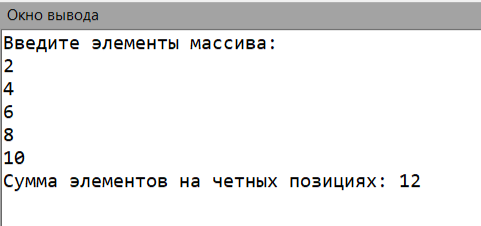 Окно вывода
Введите элементы массива:
2
4
6
8
10
Сумма элементов на четных позициях: 12